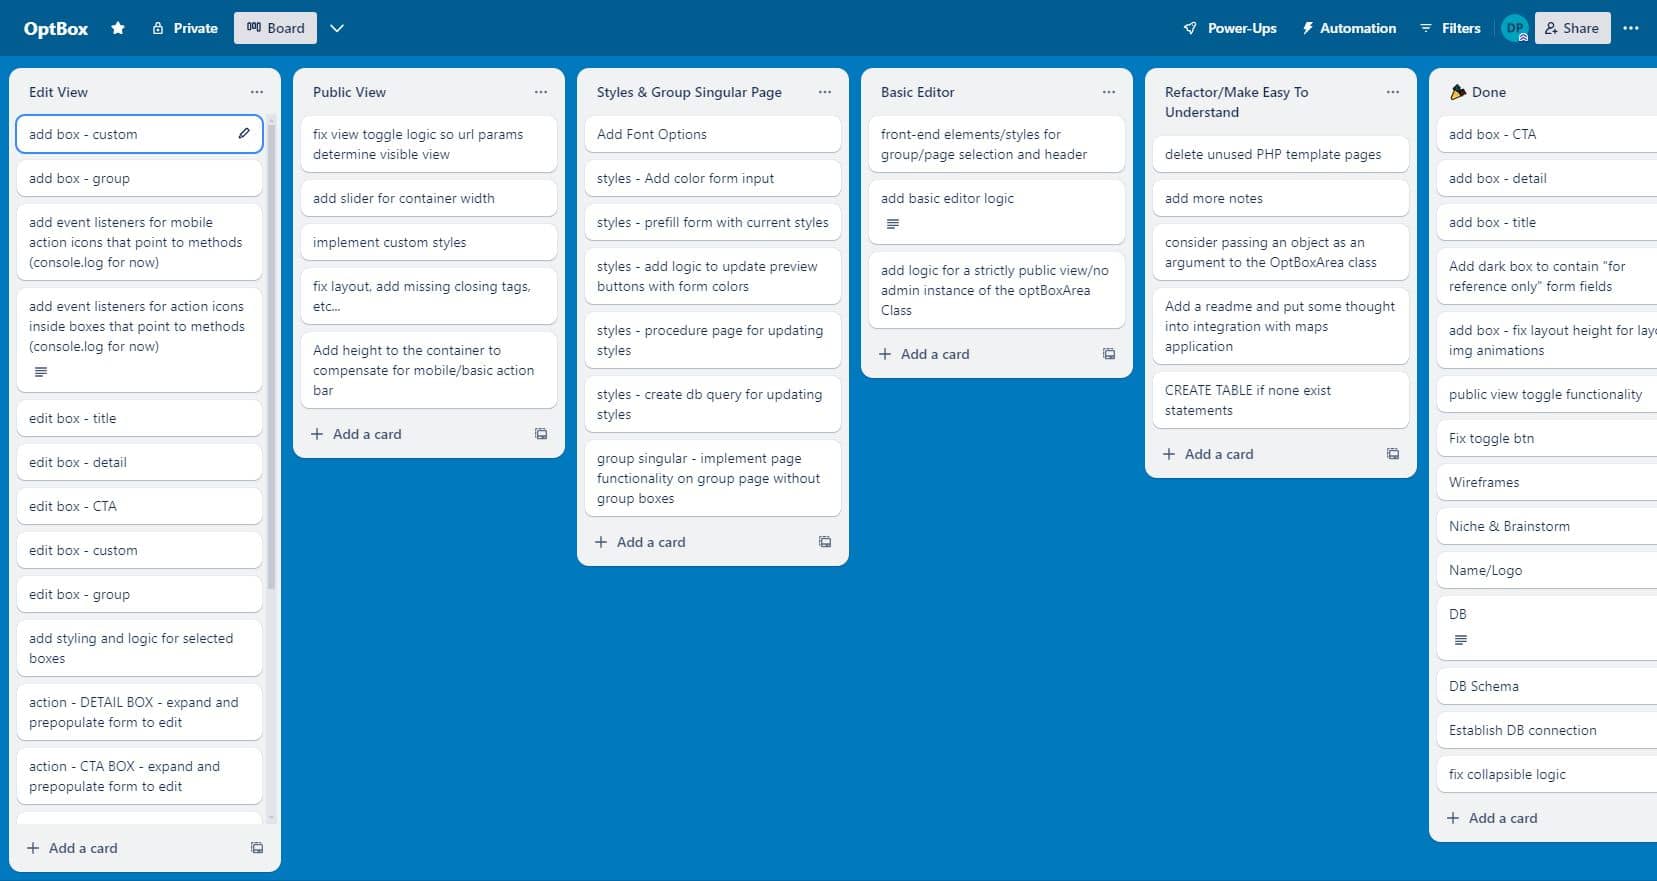 OptBox
Private
Board
Power-Ups
Automation
Filters
DP
Share
Edit View
add box - custom
add box - group
add event listeners for mobile
action icons that point to methods
(console.log for now)
add event listeners for action icons
inside boxes that point to methods
(console.log for now)
edit box - title
edit box - detail
edit box - CTA
edit box - custom
edit box - group
add styling and logic for selected
boxes
action - DETAIL BOX - expand and
prepopulate form to edit
action - CTA BOX - expand and
prepopulate form to edit
Add a card
Public View
fix view toggle logic so url params
determine visible view
add slider for container width
implement custom styles
fix layout, add missing closing tags,
etc...
Add height to the container to
compensate for mobile/basic action
bar
Add a card
Styles & Group Singular Page
Add Font Options
styles - Add color form input
styles - prefill form with current styles
styles - add logic to update preview
buttons with form colors
styles - procedure page for updating
styles
styles - create db query for updating
styles
group singular - implement page
functionality on group page without
group boxes
Add a card
Basic Editor
front-end elements/styles for
group/page selection and header
add basic editor logic
add logic for a strictly public view/no
admin instance of the optBoxArea
Class
Add a card
Refactor/Make Easy To
Understand
delete unused PHP template pages
add more notes
consider passing an object as an
argument to the OptBoxArea class
Add a readme and put some thought
into integration with maps
application
CREATE TABLE if none exist
statements
Add a card
Done
add box - CTA
add box - detail
add box - title
Add dark box to contain "for
reference only" form fields
add box - fix layout height for
img animations
public view toggle functionality
Fix toggle btn
Wireframes
Niche & Brainstorm
Name/Logo
DB
DB Schema
Establish DB connection
fix collapsible logic
Add a card